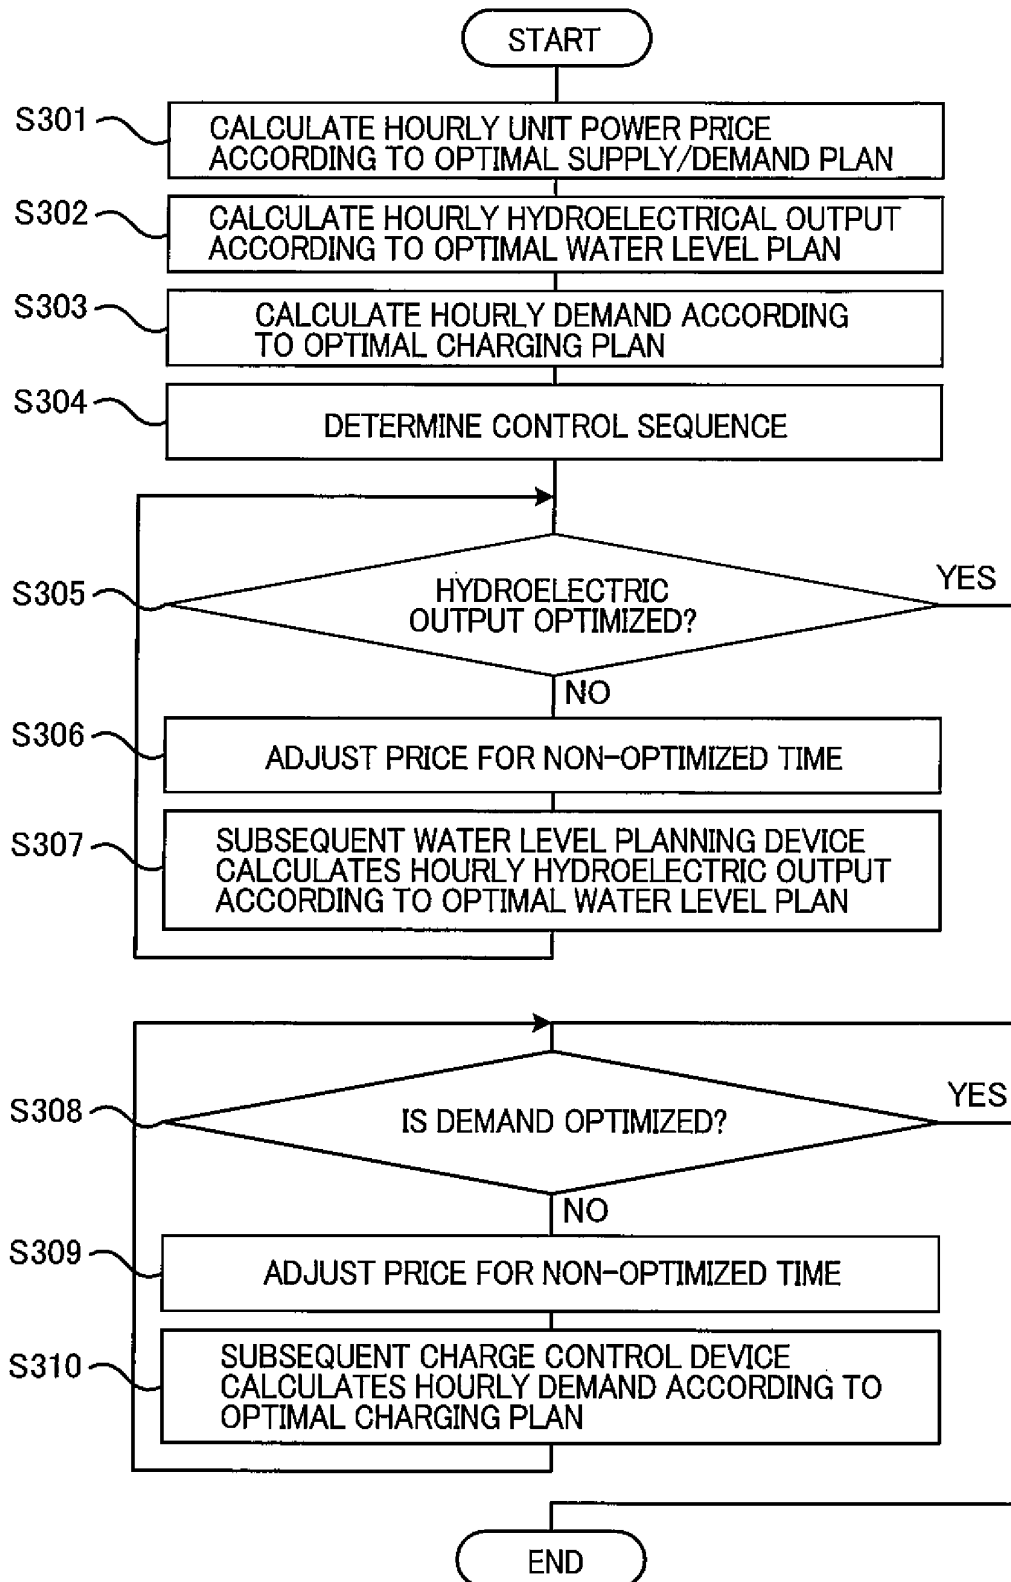 START
S301
CALCULATE HOURLY UNIT POWER PRICE
ACCORDING TO OPTIMAL SUPPLY/DEMAND PLAN
S302
CALCULATE HOURLY HYDROELECTRICAL OUTPUT
ACCORDING TO OPTIMAL WATER LEVEL PLAN
S303
CALCULATE HOURLY DEMAND ACCORDING
TO OPTIMAL CHARGING PLAN
S304
DETERMINE CONTROL SEQUENCE
S305
HYDROELECTRIC
OUTPUT OPTIMIZED?
YES
NO
S306
ADJUST PRICE FOR NON-OPTIMIZED TIME
S307
SUBSEQUENT WATER LEVEL PLANNING DEVICE
CALCULATES HOURLY HYDROELECTRIC OUTPUT
ACCORDING TO OPTIMAL WATER LEVEL PLAN
S308
IS DEMAND OPTIMIZED?
YES
NO
S309
ADJUST PRICE FOR NON-OPTIMIZED TIME
S310
SUBSEQUENT CHARGE CONTROL DEVICE
CALCULATES HOURLY DEMAND ACCORDING TO
OPTIMAL CHARGING PLAN
END